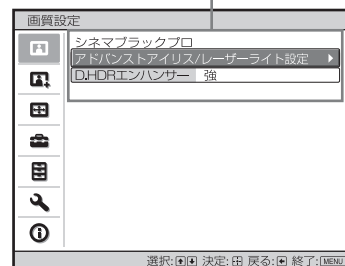 画質設定
シネマブラックプロ
アドバンストアイリス/レーザーライト設定
D.HDRエンハンサー 強
選択: 決定: 戻る: 終了: MENU